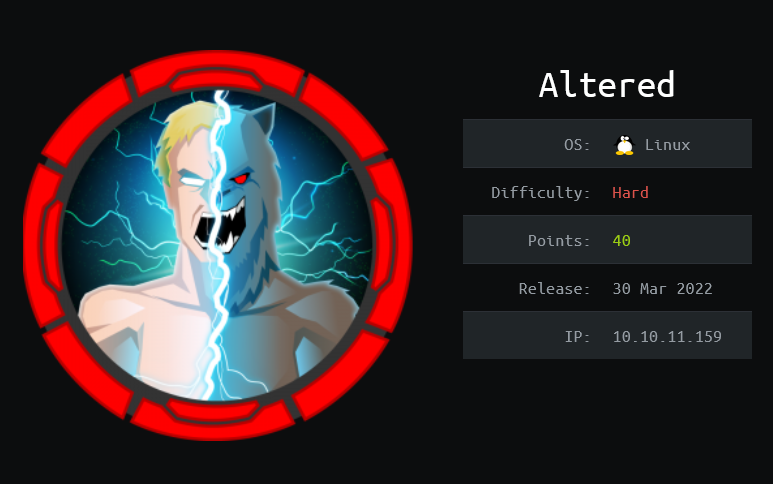 Altered
OS: Linux
Difficulty: Hard
Points: 40
Release: 30 Mar 2022
IP: 10.10.11.159